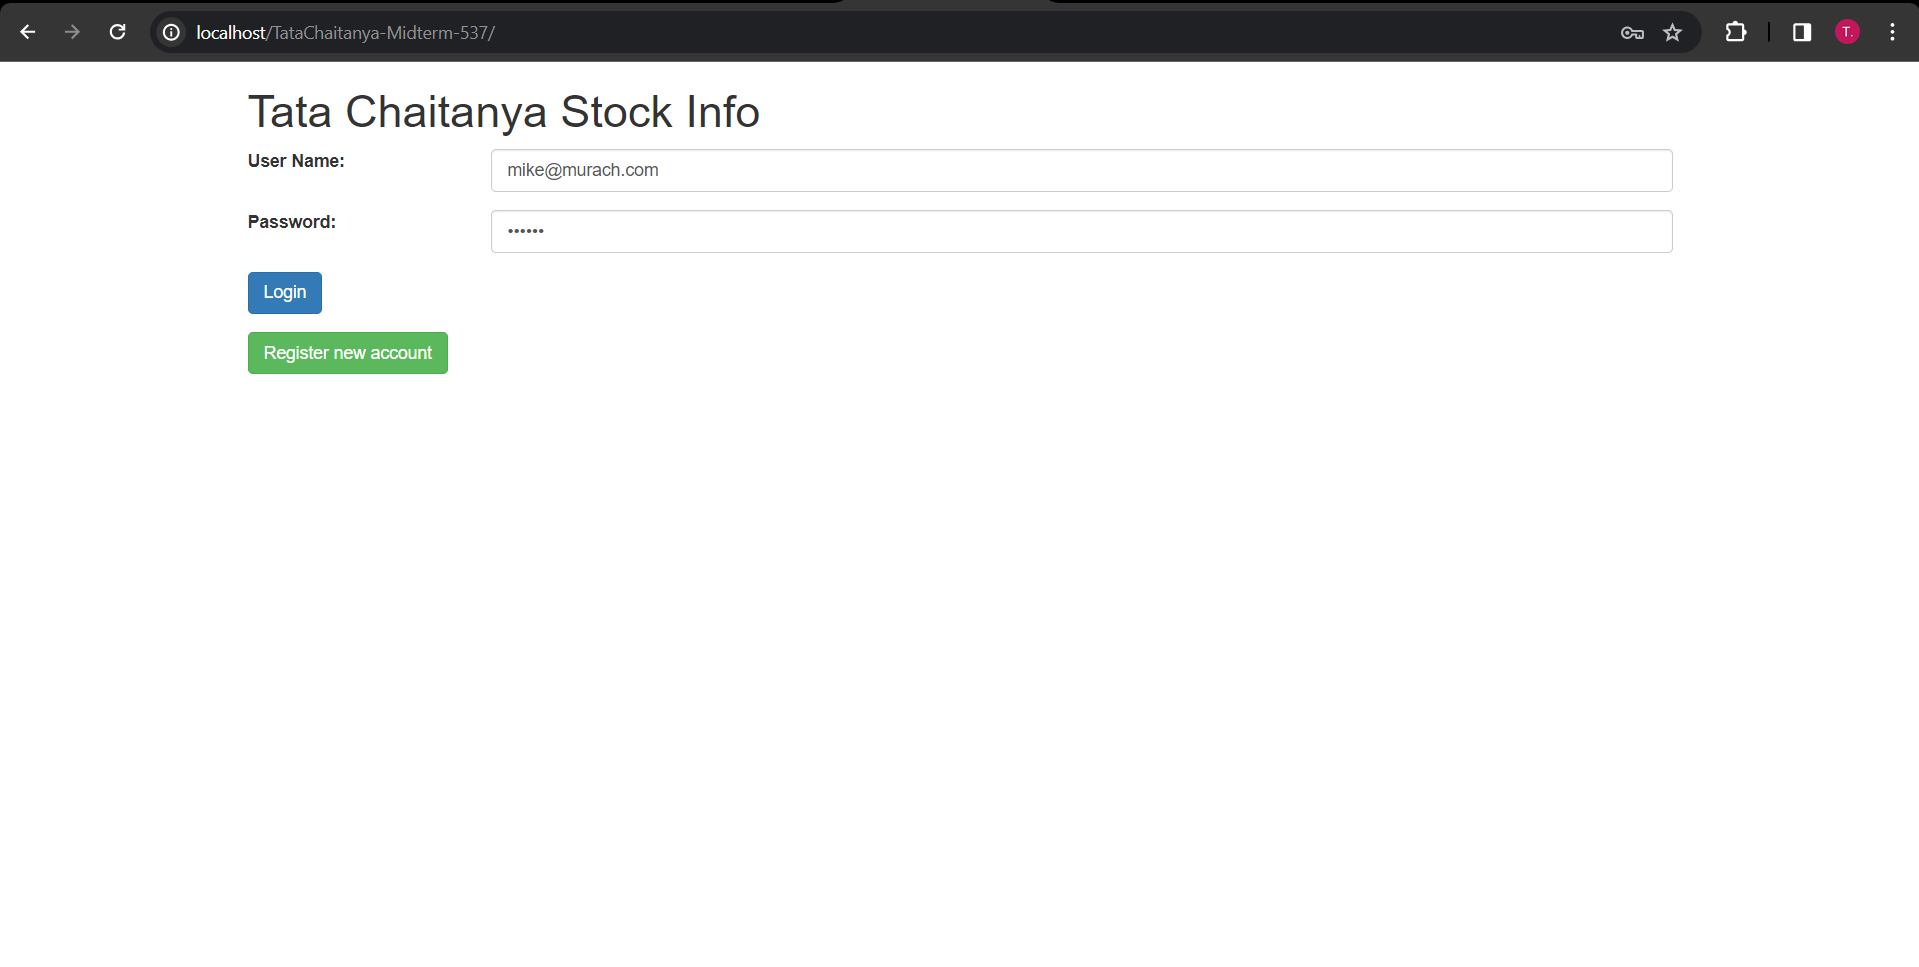 localhost/TataChaitanya-Midterm-537/
T.
Tata Chaitanya Stock Info
User Name:
mike@murach.com
Password:
••••••
Login
Register new account